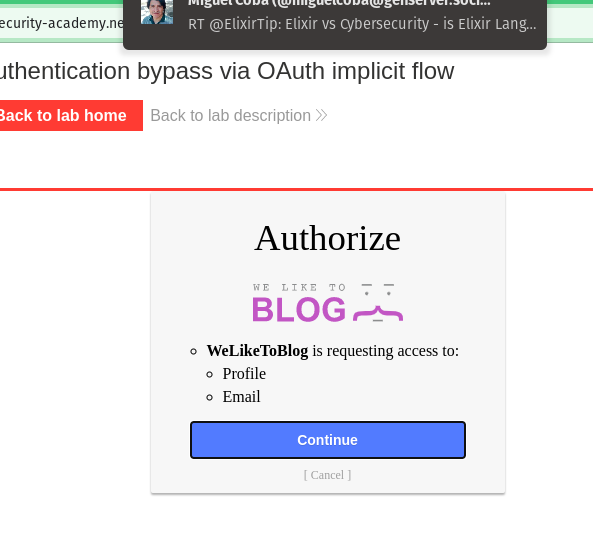 Miguel Coba (@miguelcoba@genserver.soci...
RT @ElixirTip: Elixir vs Cybersecurity - is Elixir Lang...
ecurity-academy.ne
uthentication bypass via OAuth implicit flow
Back to lab home
Back to lab description
Authorize
WE LIKE TO
BLOG
WeLikeToBlog is requesting access to:
Profile
Email
Continue
[ Cancel ]